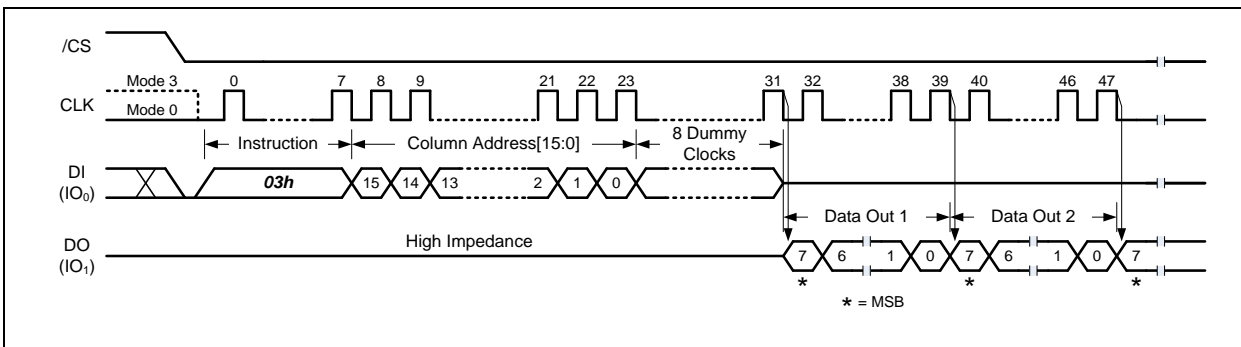 /CS
Mode 3
0 7 8 9 21 22 23 31 32 38 39 40 46 47
CLK
Mode 0
Instruction Column Address[15:0] 8 Dummy
Clocks
DI
(IO0)
03h 15 14 13 2 1 0
Data Out 1 Data Out 2
DO
(IO1)
High Impedance
7 6 1 0 7 6 1 0 7
* * *
* = MSB